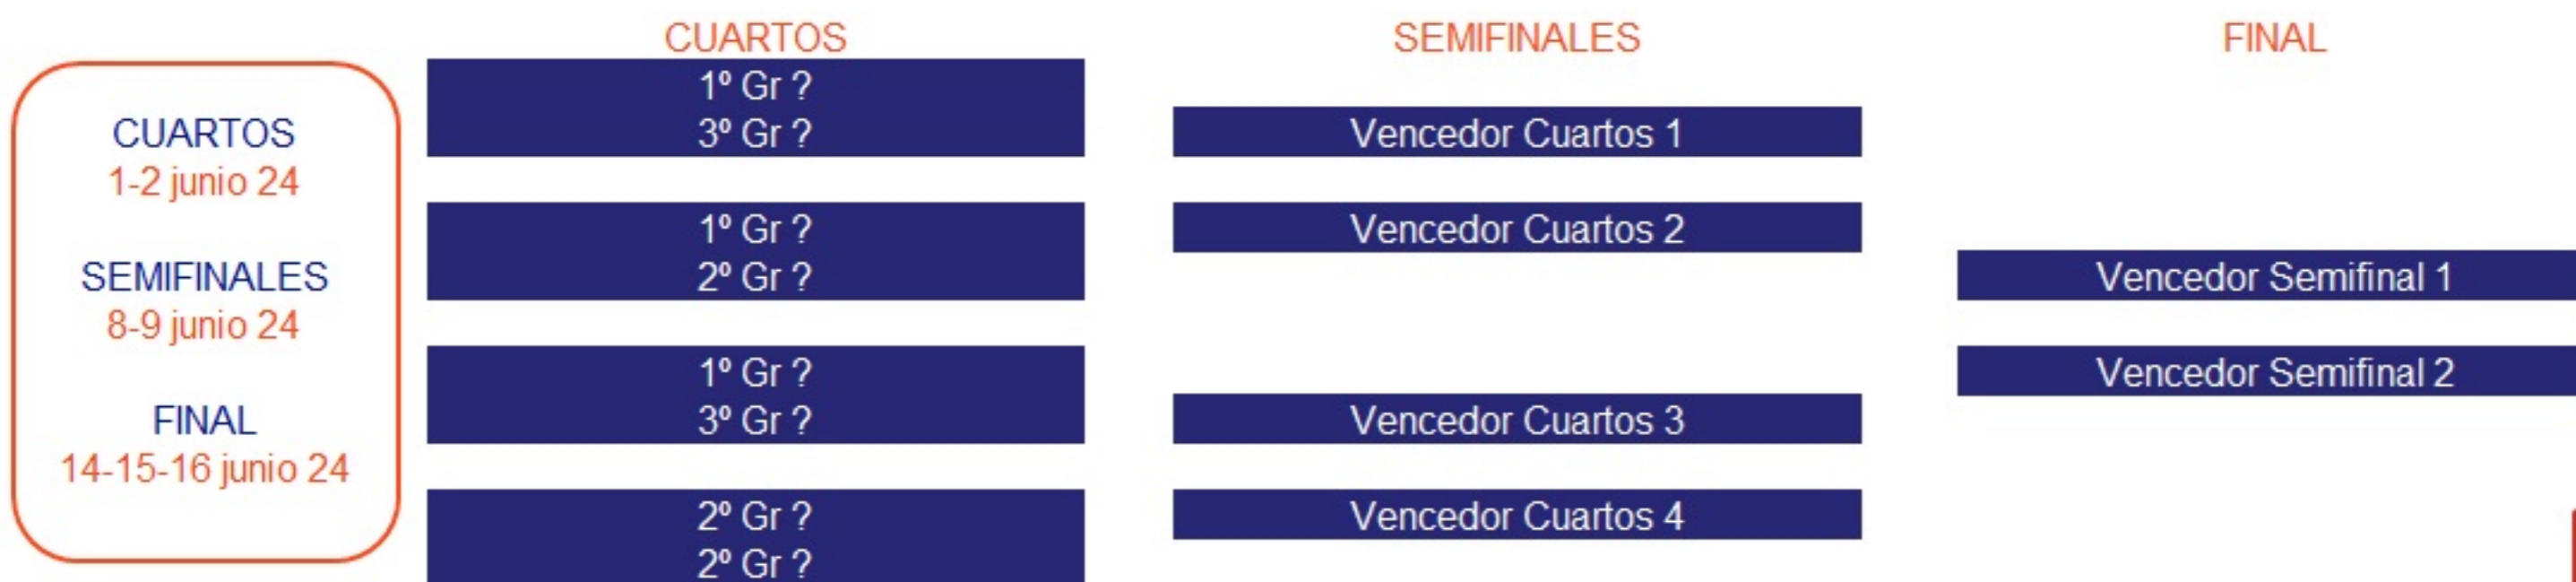 CUARTOS
1-2 junio 24
SEMIFINALES
8-9 junio 24
FINAL
14-15-16 junio 24
CUARTOS
1º Gr ?
3º Gr ?
1º Gr ?
2º Gr ?
1º Gr ?
3º Gr ?
2º Gr ?
2º Gr ?
SEMIFINALES
Vencedor Cuartos 1
Vencedor Cuartos 2
Vencedor Cuartos 3
Vencedor Cuartos 4
FINAL
Vencedor Semifinal 1
Vencedor Semifinal 2